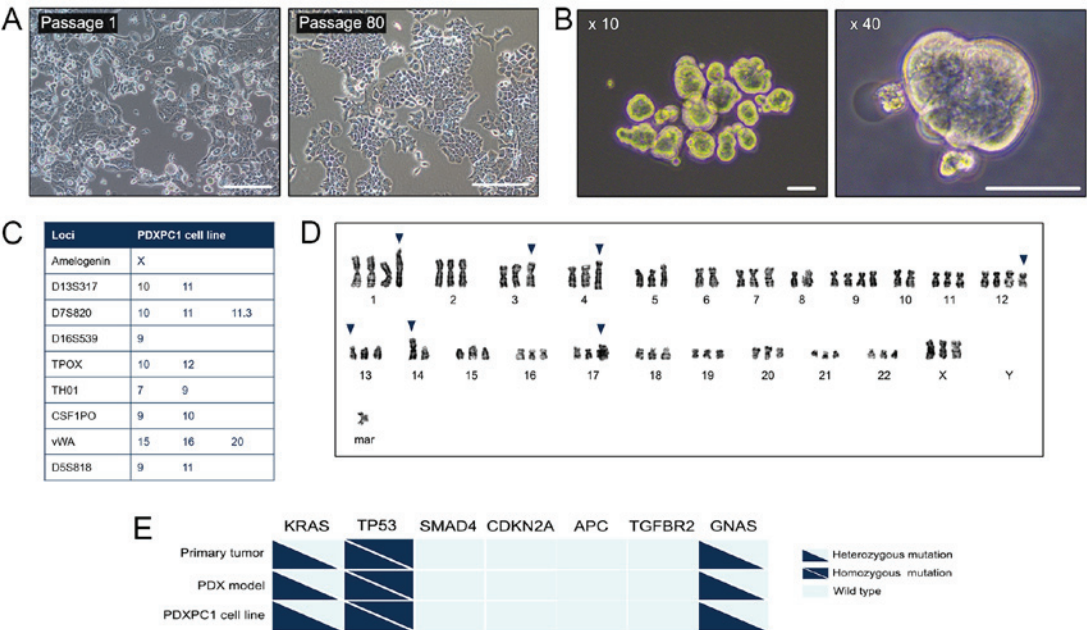 A
Passage 1
Passage 80
B
x 10
x 40
C
Loci PDXPC1 cell line
Amelogenin X
D13S317 10 11
D7S820 10 11 11.3
D16S539 9
TPOX 10 12
TH01 7 9
CSF1PO 9 10
vWA 15 16 20
D5S818 9 11
D
1 2 3 4 5 6 7 8 9 10 11 12
13 14 15 16 17 18 19 20 21 22 X Y
mar
E
KRAS TP53 SMAD4 CDKN2A APC TGFBR2 GNAS
Primary tumor
PDX model
PDXPC1 cell line
Heterozygous mutation
Homozygous mutation
Wild type